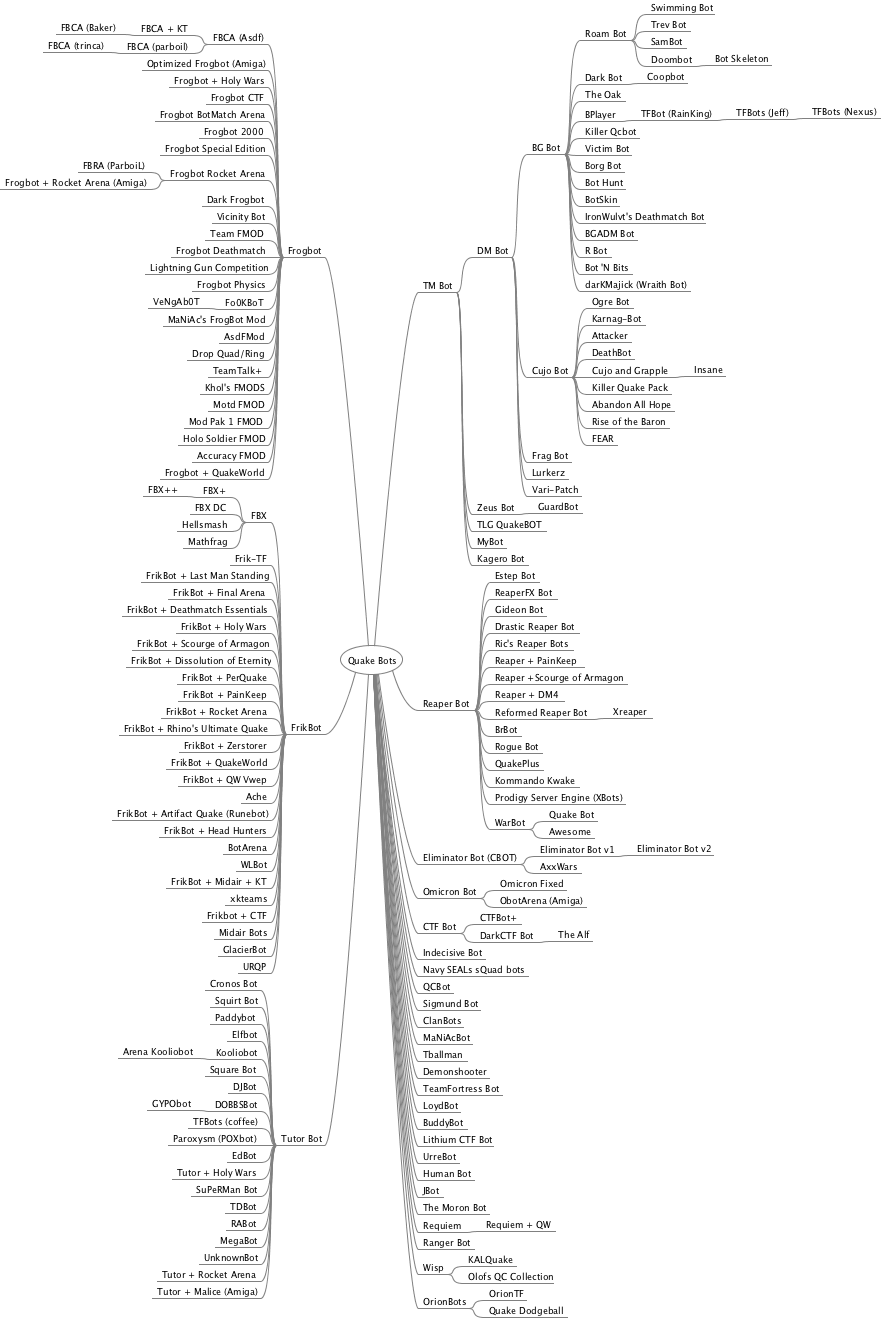 Quake Bots
Frogbot
FBCA (Asdf)
FBCA + KT
FBCA (Baker)
FBCA (parboil)
FBCA (trinca)
Optimized Frogbot (Amiga)
Frogbot + Holy Wars
Frogbot CTF
Frogbot BotMatch Arena
Frogbot 2000
Frogbot Special Edition
Frogbot Rocket Arena
FBRA (ParboiL)
Frogbot + Rocket Arena (Amiga)
Dark Frogbot
Vicinity Bot
Team FMOD
Frogbot Deathmatch
Lightning Gun Competition
Frogbot Physics
Fo0KBoT
VeNgAb0T
MaNiAc's FrogBot Mod
AsdFMod
Drop Quad/Ring
TeamTalk+
Khol's FMODS
Motd FMOD
Mod Pak 1 FMOD
Holo Soldier FMOD
Accuracy FMOD
Frogbot + QuakeWorld
FrikBot
FBX
FBX+
FBX++
FBX DC
Hellsmash
Mathfrag
Frik-TF
FrikBot + Last Man Standing
FrikBot + Final Arena
FrikBot + Deathmatch Essentials
FrikBot + Holy Wars
FrikBot + Scourge of Armagon
FrikBot + Dissolution of Eternity
FrikBot + PerQuake
FrikBot + PainKeep
FrikBot + Rocket Arena
FrikBot + Rhino's Ultimate Quake
FrikBot + Zerstorer
FrikBot + QuakeWorld
FrikBot + QW Vwep
Ache
FrikBot + Artifact Quake (Runebot)
FrikBot + Head Hunters
BotArena
WLBot
FrikBot + Midair + KT
xkteams
Frikbot + CTF
Midair Bots
GlacierBot
URQP
Tutor Bot
Cronos Bot
Squirt Bot
Paddybot
Elfbot
Kooliobot
Arena Kooliobot
Square Bot
DJBot
DOBBSBot
GYPObot
TFBots (coffee)
Paroxysm (POXbot)
EdBot
Tutor + Holy Wars
SuPeRMan Bot
TDBot
RABot
MegaBot
UnknownBot
Tutor + Rocket Arena
Tutor + Malice (Amiga)
TM Bot
DM Bot
BG Bot
Roam Bot
Swimming Bot
Trev Bot
SamBot
Doombot
Bot Skeleton
Dark Bot
Coopbot
The Oak
BPlayer
TFBot (RainKing)
TFBots (Jeff)
TFBots (Nexus)
Killer Qcbot
Victim Bot
Borg Bot
Bot Hunt
BotSkin
IronWulvt's Deathmatch Bot
BGADM Bot
R Bot
Bot 'N Bits
darKMajick (Wraith Bot)
Cujo Bot
Ogre Bot
Karnag-Bot
Attacker
DeathBot
Cujo and Grapple
Insane
Killer Quake Pack
Abandon All Hope
Rise of the Baron
FEAR
Frag Bot
Lurkerz
Vari-Patch
Zeus Bot
GuardBot
TLG QuakeBOT
MyBot
Kagero Bot
Reaper Bot
Estep Bot
ReaperFX Bot
Gideon Bot
Drastic Reaper Bot
Ric's Reaper Bots
Reaper + PainKeep
Reaper +Scourge of Armagon
Reaper + DM4
Reformed Reaper Bot
Xreaper
BrBot
Rogue Bot
QuakPlus
Kommando Kwake
Prodigy Server Engine (XBots)
WarBot
Quake Bot
Awesome
Eliminator Bot (CBOT)
Eliminator Bot v1
Eliminator Bot v2
AxxWars
Omicron Bot
Omicron Fixed
ObotArena (Amiga)
CTF Bot
CTFBot+
DarkCTF Bot
The Alf
Indecisive Bot
Navy SEALs sQuad bots
QCBot
Sigmund Bot
ClanBots
MaNiAcBot
Tballman
Demonshooter
TeamFortress Bot
LoydBot
BuddyBot
Lithium CTF Bot
UrreBot
Human Bot
JBot
The Moron Bot
Requiem
Requiem + QW
Ranger Bot
Wisp
KALQuake
Olofs QC Collection
OrionBots
OrionTF
Quake Dodgeball